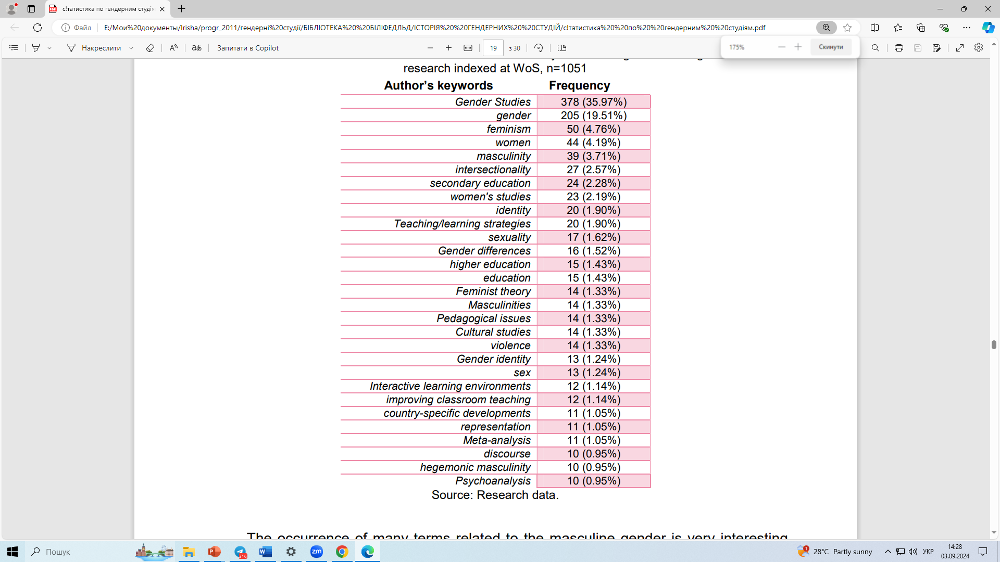 с!татистика по гендерним студія
Файл
E:/Мои%20документы/Irisha/progr_2011/гендерні%20студії/БІБЛІОТЕКА%20%20БІЛІФЕДЛЬД/ІСТОРІЯ%20%20ГЕНДЕРНИХ%20%20СТУДІЙ/с!татистика%20%20по%20%20гендерним%20%20студіям.pdf
Накреслити
aあ
Запитати в Copilot
19 з 30
175%
Скинути
research indexed at WoS, n=1051
Author’s keywords Frequency
Gender Studies 378 (35.97%)
gender 205 (19.51%)
feminism 50 (4.76%)
women 44 (4.19%)
masculinity 39 (3.71%)
intersectionality 27 (2.57%)
secondary education 24 (2.28%)
women's studies 23 (2.19%)
identity 20 (1.90%)
Teaching/learning strategies 20 (1.90%)
sexuality 17 (1.62%)
Gender differences 16 (1.52%)
higher education 15 (1.43%)
education 15 (1.43%)
Feminist theory 14 (1.33%)
Masculinities 14 (1.33%)
Pedagogical issues 14 (1.33%)
Cultural studies 14 (1.33%)
violence 14 (1.33%)
Gender identity 13 (1.24%)
sex 13 (1.24%)
Interactive learning environments 12 (1.14%)
improving classroom teaching 12 (1.14%)
country-specific developments 11 (1.05%)
representation 11 (1.05%)
Meta-analysis 11 (1.05%)
discourse 10 (0.95%)
hegemonic masculinity 10 (0.95%)
Psychoanalysis 10 (0.95%)
Source: Research data.
The occurrence of many terms related to the masculine gender is very interesting
Пошук
316
zm
1
28°C Partly sunny
УКР
14:28
03.09.2024